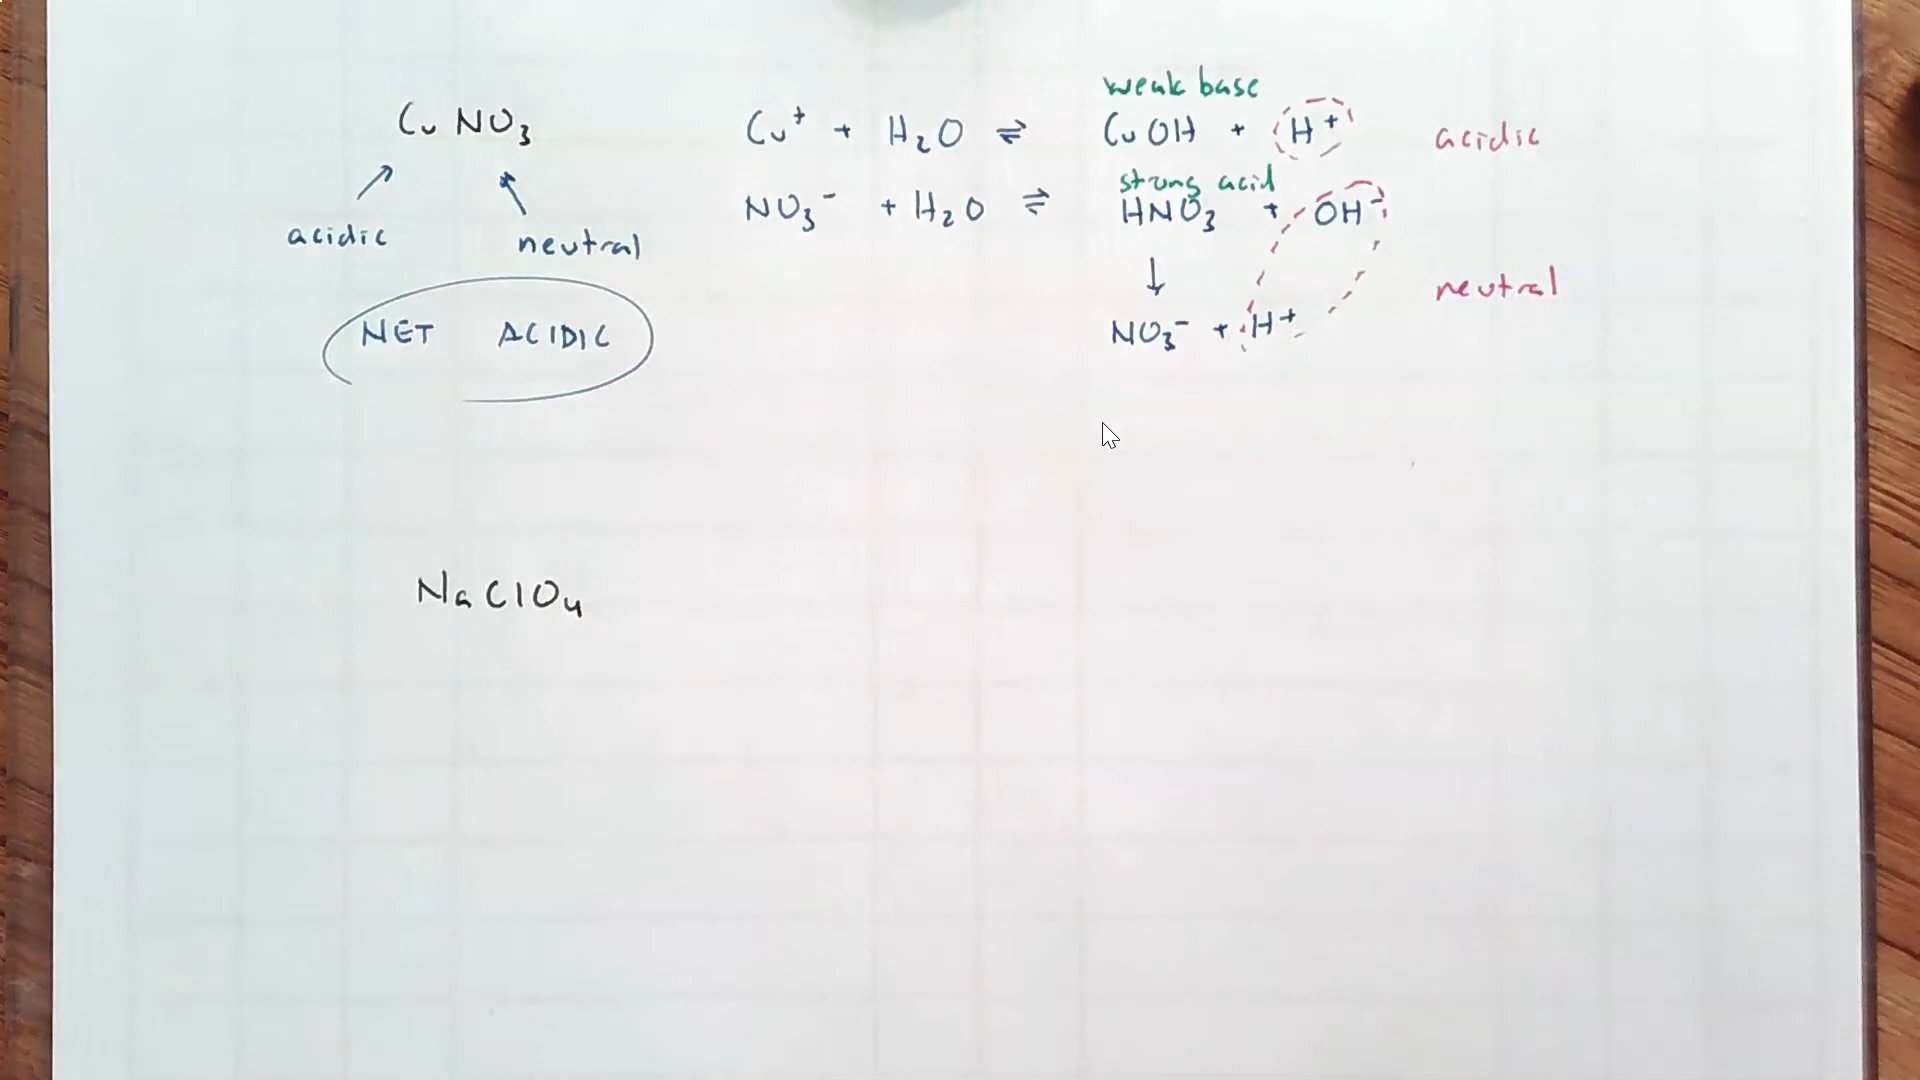 CuNO₃
acidic
neutral
NET ACIDIC
weak base
Cu⁺ + H₂O ⇌ CuOH + H⁺ acidic
strong acid
NO₃⁻ + H₂O ⇌ HNO₃ + OH⁻
↓
neutral
NO₃⁻ + H⁺
NaClO₄